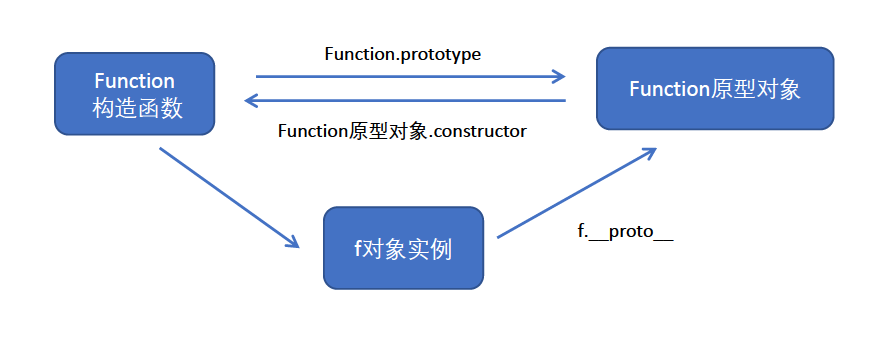 Function.prototype
Function
构造函数
Function原型对象
Function原型对象.constructor
f对象实例
f.__proto__